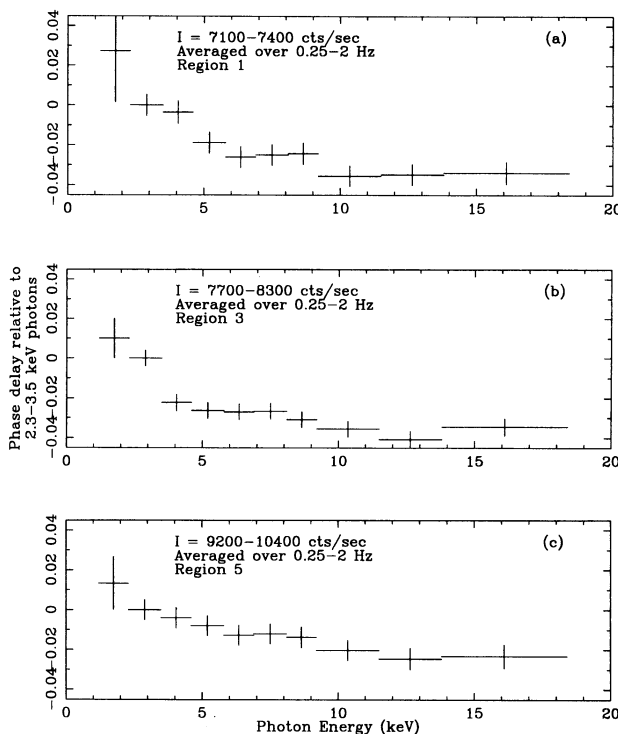 I = 7100−7400 cts/sec
Averaged over 0.25−2 Hz
Region 1
(a)
0.04
0.02
0
−0.02
−0.04
0
5
10
15
20
Phase delay relative to
2.3−3.5 keV photons
I = 7700−8300 cts/sec
Averaged over 0.25−2 Hz
Region 3
(b)
0.04
0.02
0
−0.02
−0.04
0
5
10
15
20
I = 9200−10400 cts/sec
Averaged over 0.25−2 Hz
Region 5
(c)
0.04
0.02
0
−0.02
−0.04
0
5
10
15
20
Photon Energy (keV)